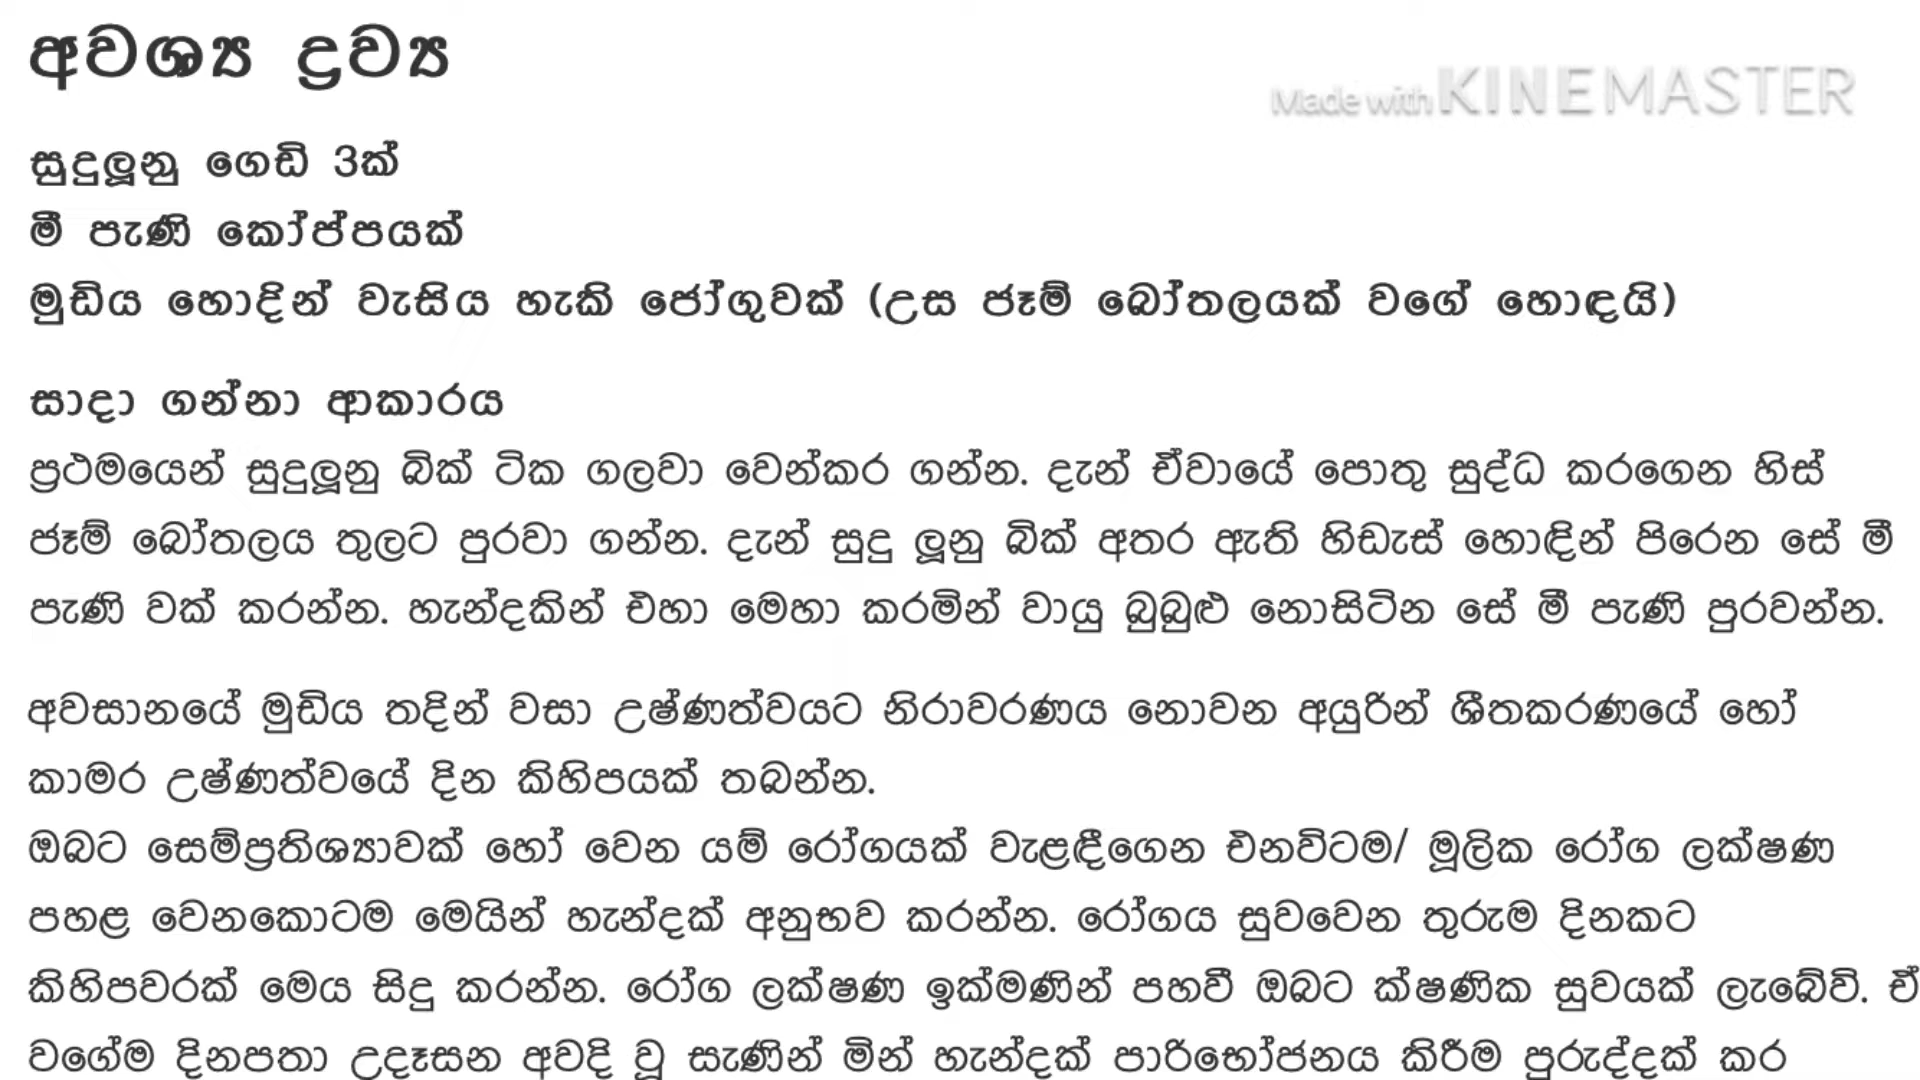 අවශ්‍ය ද්‍රව්‍ය
Made with KINEMASTER
සුදුලූනු ගෙඩි 3ක්
මී පැණි කෝප්පයක්
මුඩිය හොදින් වැසිය හැකි ජෝගුවක් (උස ජෑම් බෝතලයක් වගේ හොඳයි)
සාදා ගන්නා ආකාරය
ප්‍රථමයෙන් සුදුලූනු බික් ටික ගලවා වෙන්කර ගන්න. දැන් ඒවායේ පොතු සුද්ධ කරගෙන හිස්
ජෑම් බෝතලය තුලට පුරවා ගන්න. දැන් සුදු ලූනු බික් අතර ඇති හිඩැස් හොඳින් පිරෙන සේ මී
පැණි වක් කරන්න. හැන්දකින් එහා මෙහා කරමින් වායු බුබුළු නොසිටින සේ මී පැණි පුරවන්න.
අවසානයේ මුඩිය තදින් වසා උෂ්ණත්වයට නිරාවරණය නොවන අයුරින් ශීතකරණයේ හෝ
කාමර උෂ්ණත්වයේ දින කිහිපයක් තබන්න.
ඔබට සෙම්ප්‍රතිශ්‍යාවක් හෝ වෙන යම් රෝගයක් වැළඳීගෙන එනවිටම/ මූලික රෝග ලක්ෂණ
පහළ වෙනකොටම මෙයින් හැන්දක් අනුභව කරන්න. රෝගය සුවවෙන තුරුම දිනකට
කිහිපවරක් මෙය සිදු කරන්න. රෝග ලක්ෂණ ඉක්මණින් පහවී ඔබට ක්ෂණික සුවයක් ලැබේවි. ඒ
වගේම දිනපතා උදෑසන අවදි වූ සැණින් මින් හැන්දක් පාරිභෝජනය කිරීම පුරුද්දක් කර